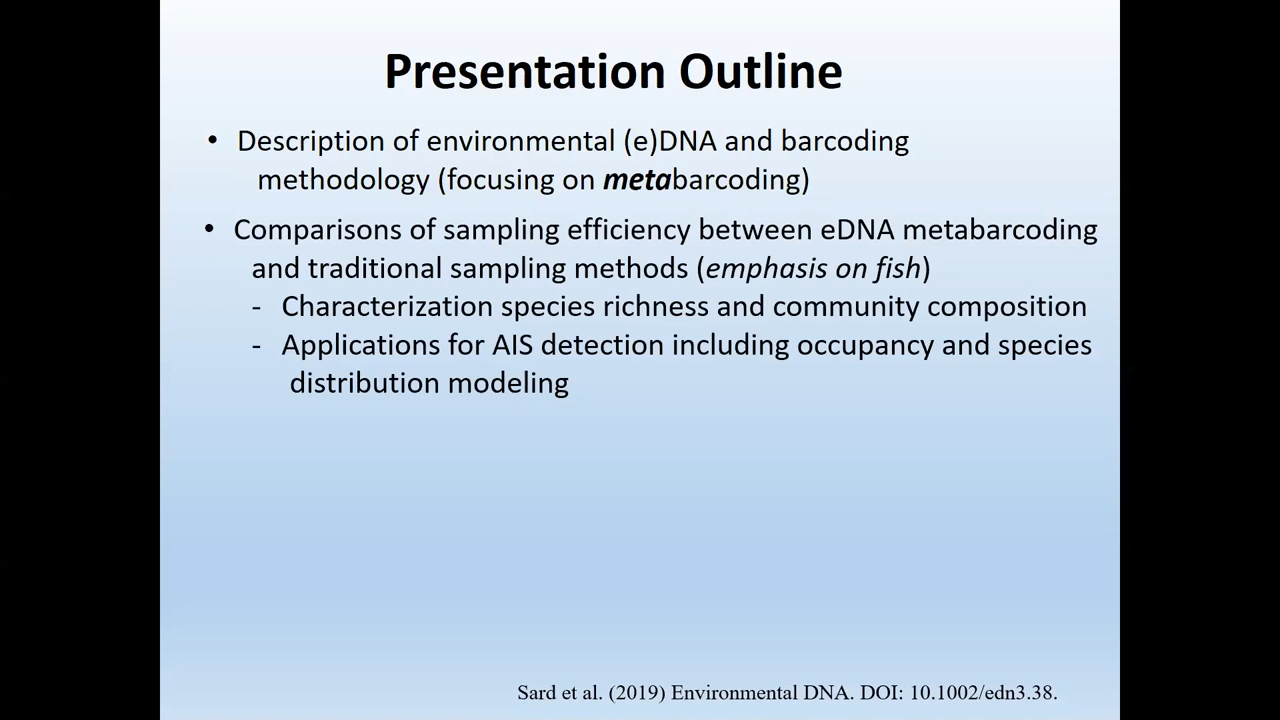 Presentation Outline
• Description of environmental (e)DNA and barcoding
methodology (focusing on metabarcoding)
• Comparisons of sampling efficiency between eDNA metabarcoding
and traditional sampling methods (emphasis on fish)
- Characterization species richness and community composition
- Applications for AIS detection including occupancy and species
distribution modeling
Sard et al. (2019) Environmental DNA. DOI: 10.1002/edn3.38.